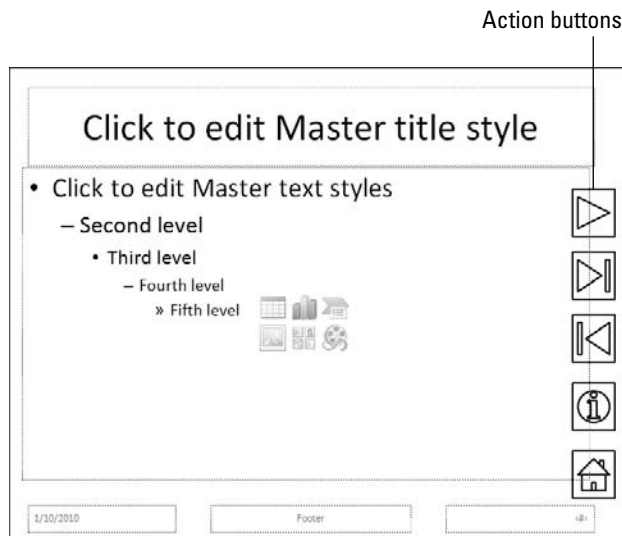 Action buttons
Click to edit Master title style
• Click to edit Master text styles
– Second level
• Third level
– Fourth level
» Fifth level
1/10/2010
Footer
‹#›